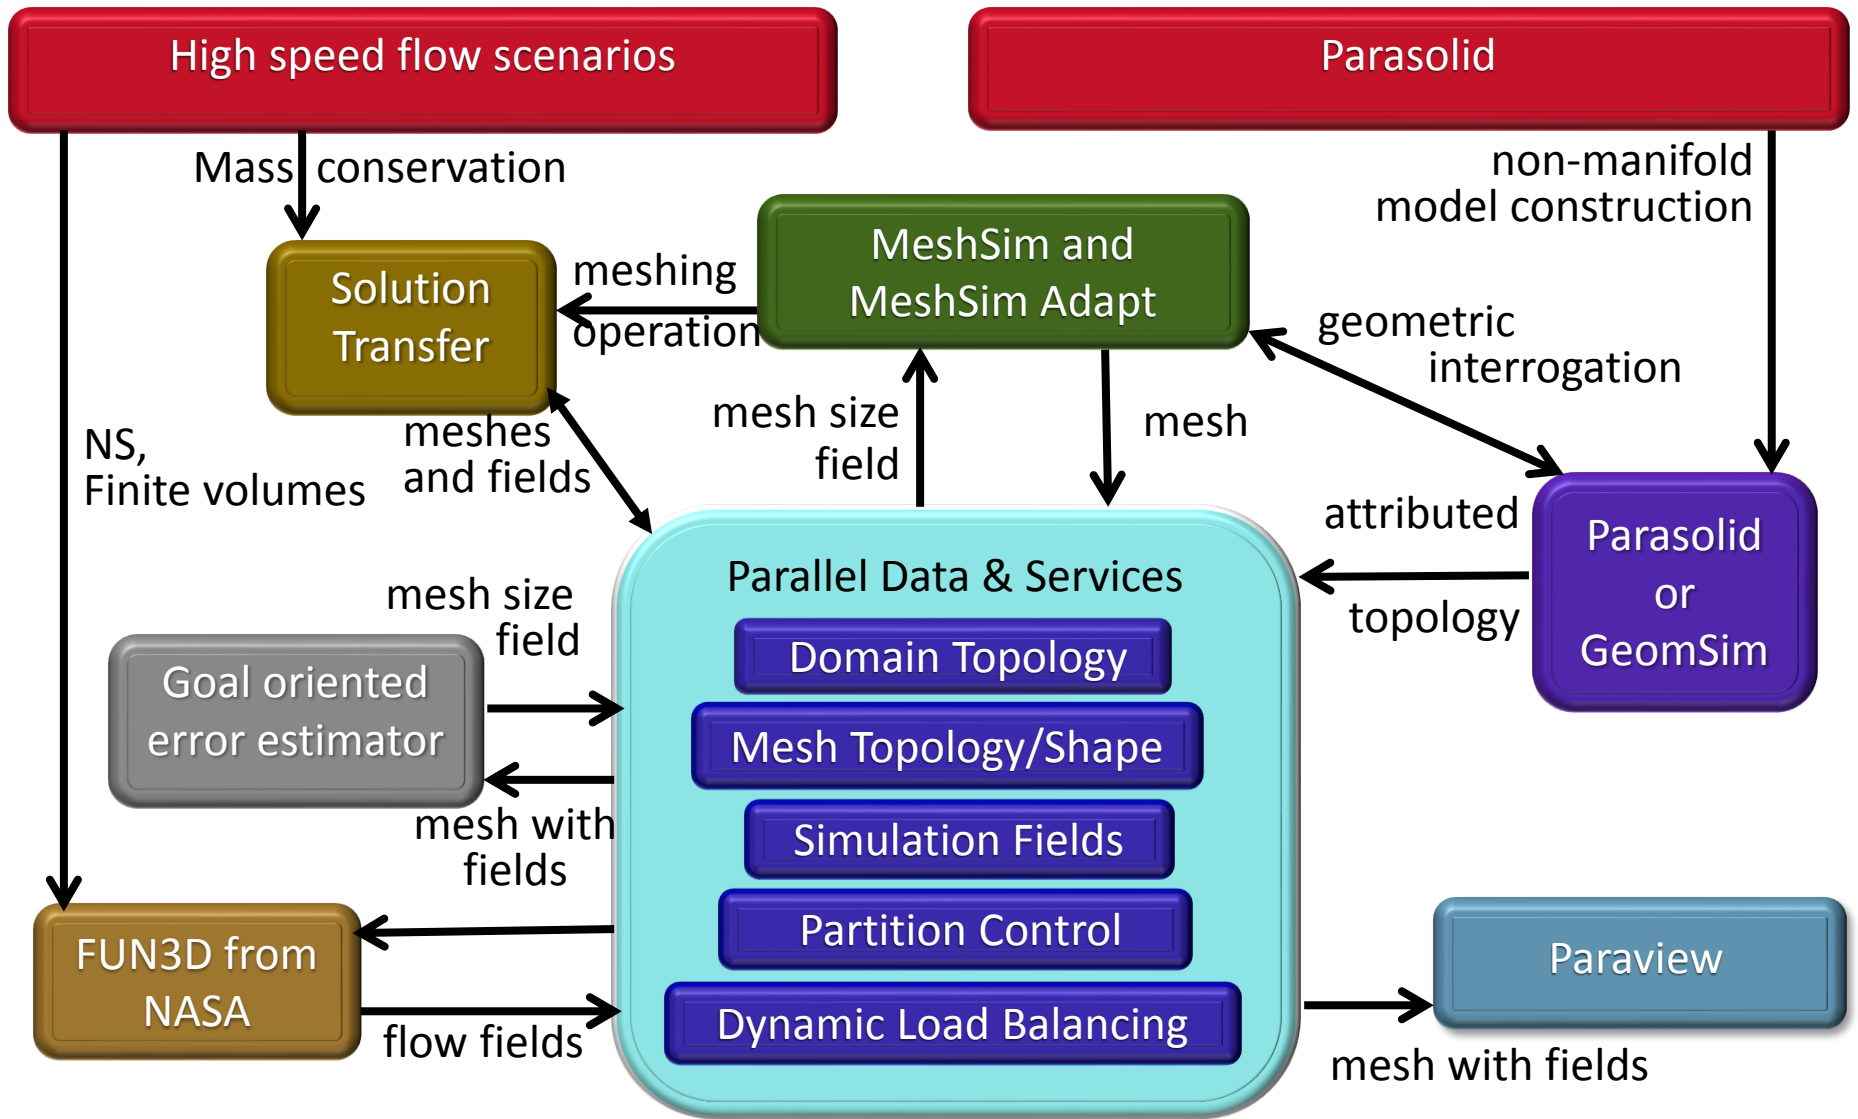 High speed flow scenarios
Parasolid
Mass conservation
non-manifold
model construction
MeshSim and
MeshSim Adapt
Solution
Transfer
meshing
operation
geometric
interrogation
mesh size
field
mesh
meshes
and fields
NS,
Finite volumes
attributed
topology
Parasolid
or
GeomSim
Parallel Data & Services
mesh size
field
Domain Topology
Goal oriented
error estimator
Mesh Topology/Shape
mesh with
fields
Simulation Fields
Partition Control
FUN3D from
NASA
Paraview
Dynamic Load Balancing
flow fields
mesh with fields